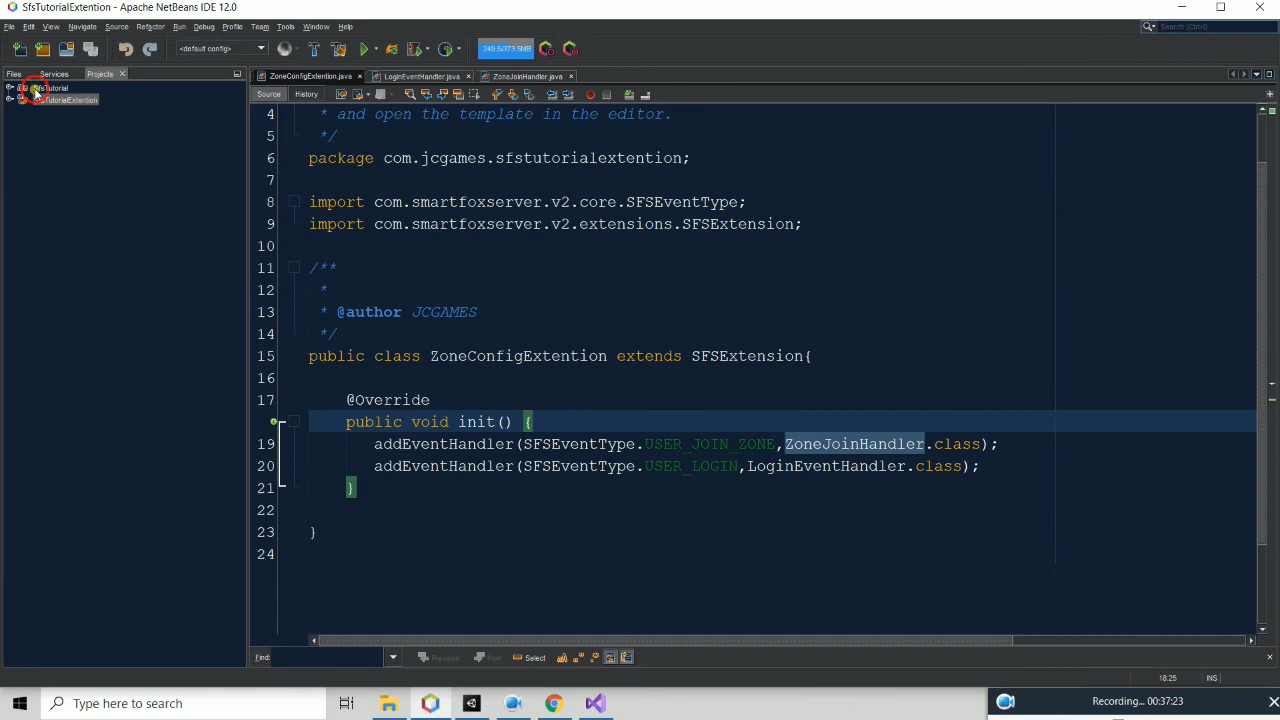 SfsTutorialExtention - Apache NetBeans IDE 12.0
File Edit View Navigate Source Refactor Run Debug Profile Team Tools Window Help
Search (Ctrl+I)
<default config>
249.5/373.5MB
Files Services Projects
ZoneConfigExtention.java LoginEventHandler.java ZoneJoinHandler.java
SfsTutorial
SfsTutorialExtention
Source History
4 * and open the template in the editor.
5 */
6 package com.jcgames.sfstutorialextention;
7
8 import com.smartfoxserver.v2.core.SFSEventType;
9 import com.smartfoxserver.v2.extensions.SFSExtension;
10
11 /**
12 *
13 * @author JCGAMES
14 */
15 public class ZoneConfigExtention extends SFSExtension{
16
17 @Override
public void init() {
19 addEventHandler(SFSEventType.USER_JOIN_ZONE,ZoneJoinHandler.class);
20 addEventHandler(SFSEventType.USER_LOGIN,LoginEventHandler.class);
21 }
22
23 }
24
Find: Previous Next Select
18:25 INS
Type here to search
Recording... 00:37:23